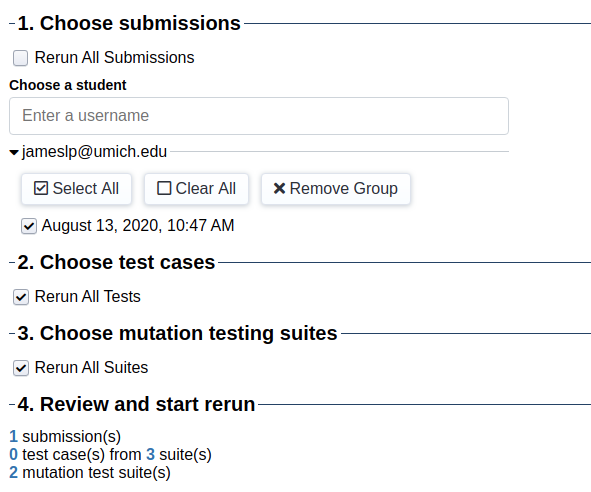 1. Choose submissions
Rerun All Submissions
Choose a student
Enter a username
jameslp@umich.edu
Select All Clear All Remove Group
August 13, 2020, 10:47 AM
2. Choose test cases
Rerun All Tests
3. Choose mutation testing suites
Rerun All Suites
4. Review and start rerun
1 submission(s)
0 test case(s) from 3 suite(s)
2 mutation test suite(s)